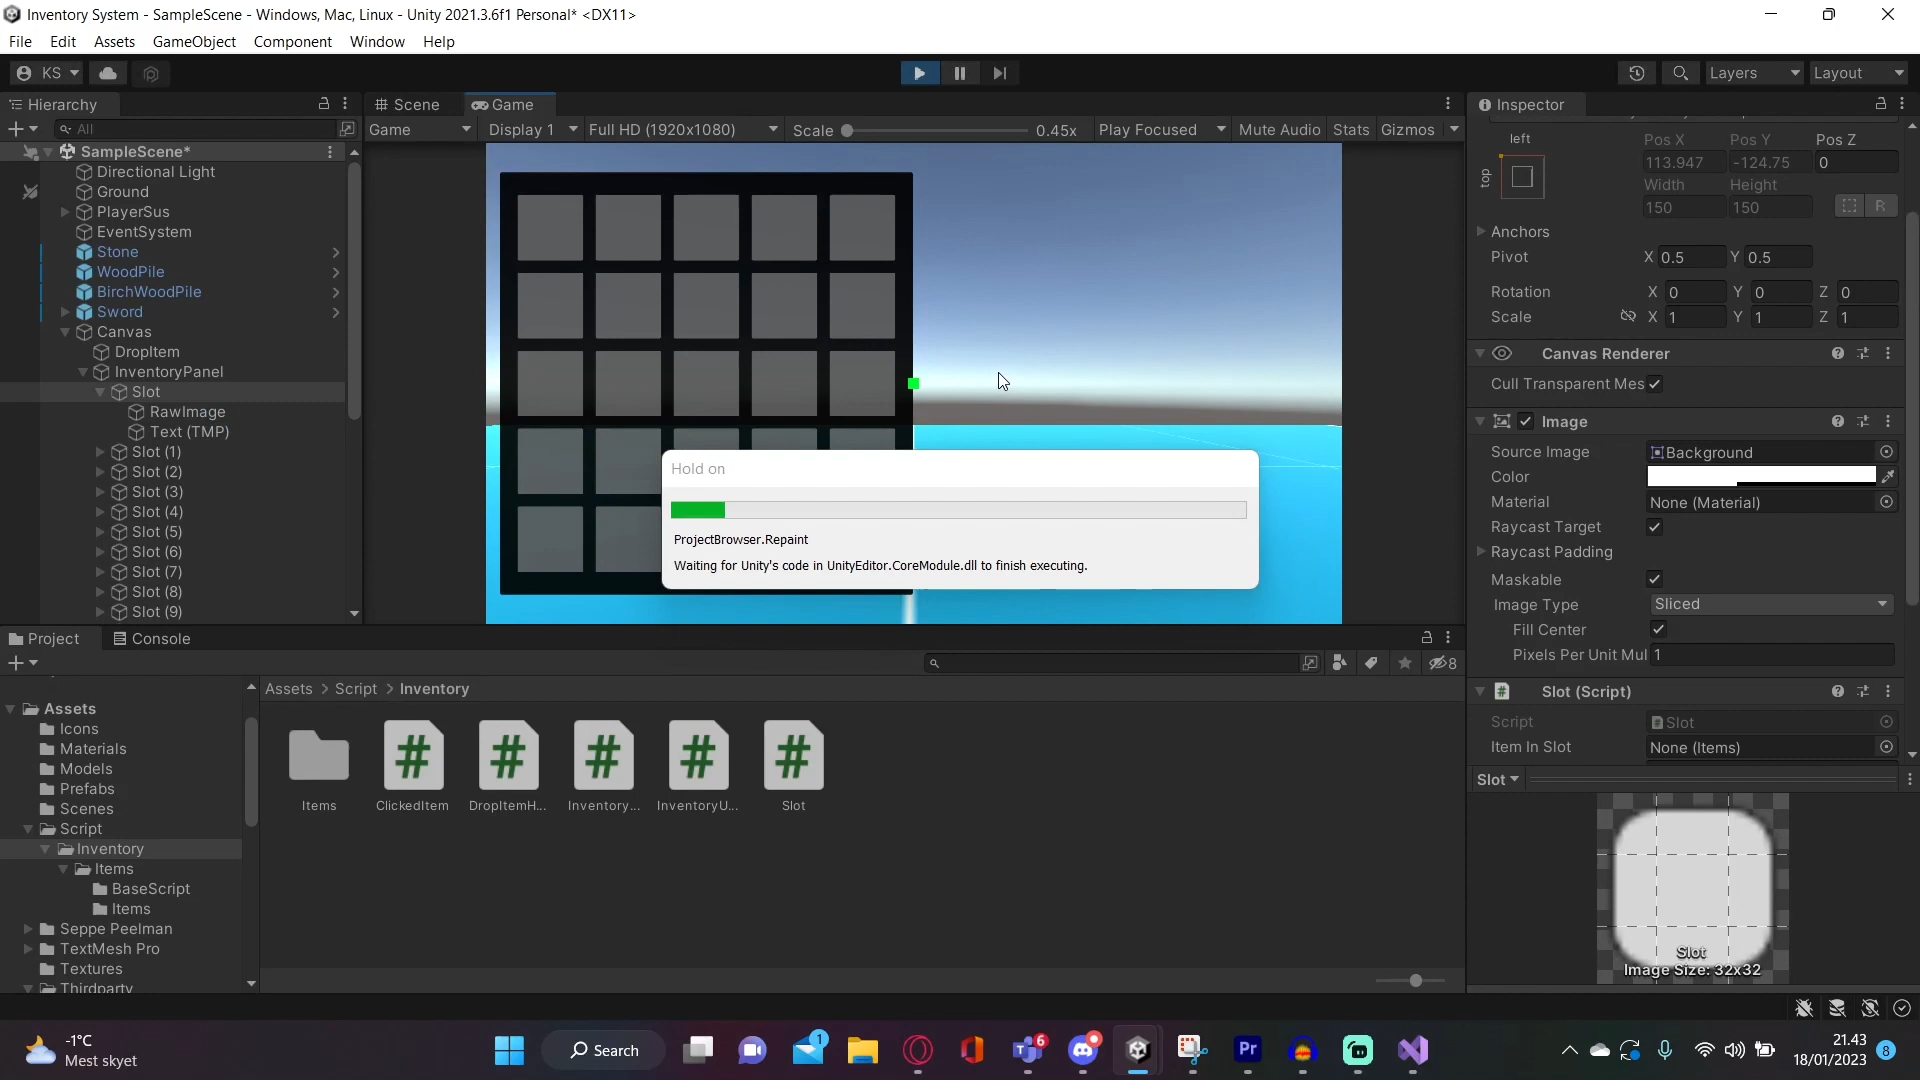 Inventory System - SampleScene - Windows, Mac, Linux - Unity 2021.3.6f1 Personal* <DX11>
File Edit Assets GameObject Component Window Help
KS Layers Layout
Hierarchy Scene Game Inspector
All Game Display 1 Full HD (1920x1080) Scale 0.45x Play Focused Mute Audio Stats Gizmos
SampleScene*
Directional Light
Ground
PlayerSus
EventSystem
Stone
WoodPile
BirchWoodPile
Sword
Canvas
DropItem
InventoryPanel
Slot
RawImage
Text (TMP)
Slot (1)
Slot (2)
Slot (3)
Slot (4)
Slot (5)
Slot (6)
Slot (7)
Slot (8)
Slot (9)
Hold on
ProjectBrowser.Repaint
Waiting for Unity's code in UnityEditor.CoreModule.dll to finish executing.
left Pos X Pos Y Pos Z
top 113.947 -124.75 0
Width Height
150 150 R
Anchors
Pivot X 0.5 Y 0.5
Rotation X 0 Y 0 Z 0
Scale X 1 Y 1 Z 1
Canvas Renderer
Cull Transparent Mes
Image
Source Image Background
Color
Material None (Material)
Raycast Target
Raycast Padding
Maskable
Image Type Sliced
Fill Center
Pixels Per Unit Mul 1
Slot (Script)
Script Slot
Item In Slot None (Items)
Slot
Slot
Image Size: 32x32
Project Console
8
Assets > Script > Inventory
Assets
Icons
Materials
Models
Prefabs
Scenes
Script
Inventory
Items
BaseScript
Items
Seppe Peelman
TextMesh Pro
Textures
Thirdparty
Items ClickedItem DropItemH... Inventory... InventoryU... Slot
-1°C
Mest skyet
Search
1
6
Pr
21.43
18/01/2023
8